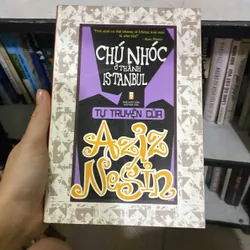 CHÚ NHÓC
Ở THÀNH
ISTANBUL
TỰ TRUYỆN CỦA
Aziz
Nesin